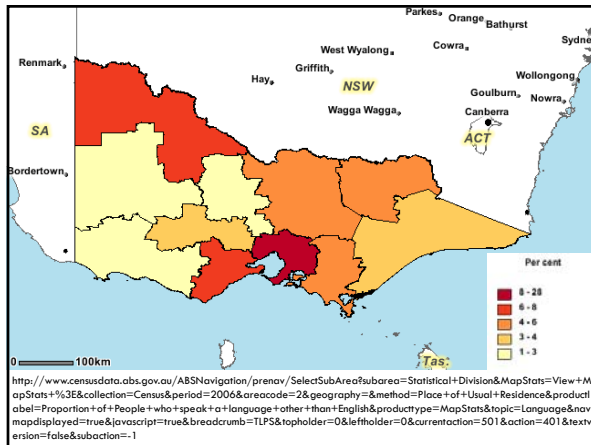 Parkes
Orange
Bathurst
West Wyalong
Cowra
Sydne
Renmark
Griffith
Hay
NSW
Wollongong
Goulburn
Nowra
Wagga Wagga
Canberra
SA
ACT
Bordertown
Per cent
8 - 28
6 - 8
4 - 6
3 - 4
1 - 3
0 100km
Tas.
http://www.censusdata.abs.gov.au/ABSNavigation/prenav/SelectSubArea?subarea=Statistical+Division&MapStats=View+M
apStats+%3E&collection=Census&period=2006&areacode=2&geography=&method=Place+of+Usual+Residence&productl
abel=Proportion+of+People+who+speak+a+language+other+than+English&producttype=MapStats&topic=Language&nav
mapdisplayed=true&javascript=true&breadcrumb=TLPS&topholder=0&leftholder=0&currentaction=501&action=401&textv
ersion=false&subaction=-1